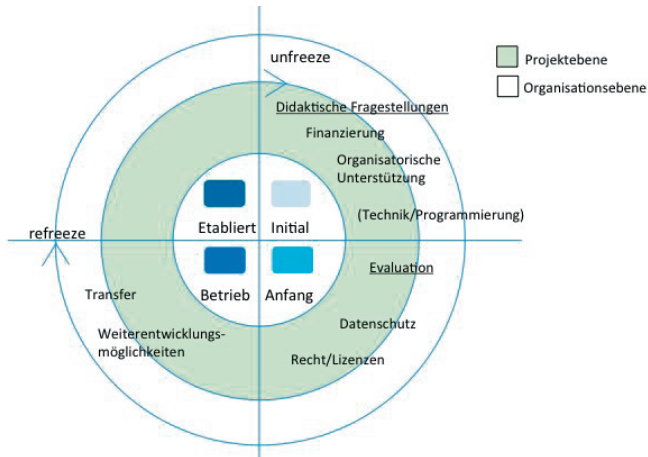 unfreeze
Projektebene
Organisationsebene
Didaktische Fragestellungen
Finanzierung
Organisatorische
Unterstützung
(Technik/Programmierung)
Etabliert
Initial
refreeze
Betrieb
Anfang
Evaluation
Transfer
Datenschutz
Weiterentwicklungs-
möglichkeiten
Recht/Lizenzen